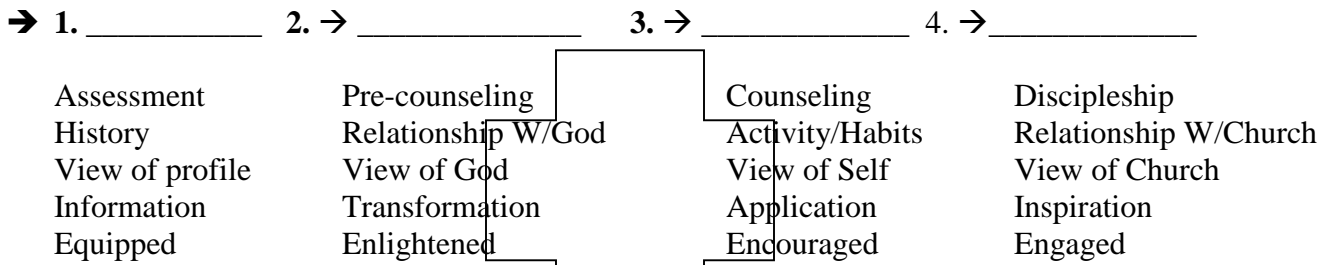 ➔ 1. ___________ 2. → ______________ 3. → _____________ 4. →_____________
Assessment Pre-counseling Counseling Discipleship
History Relationship W/God Activity/Habits Relationship W/Church
View of profile View of God View of Self View of Church
Information Transformation Application Inspiration
Equipped Enlightened Encouraged Engaged